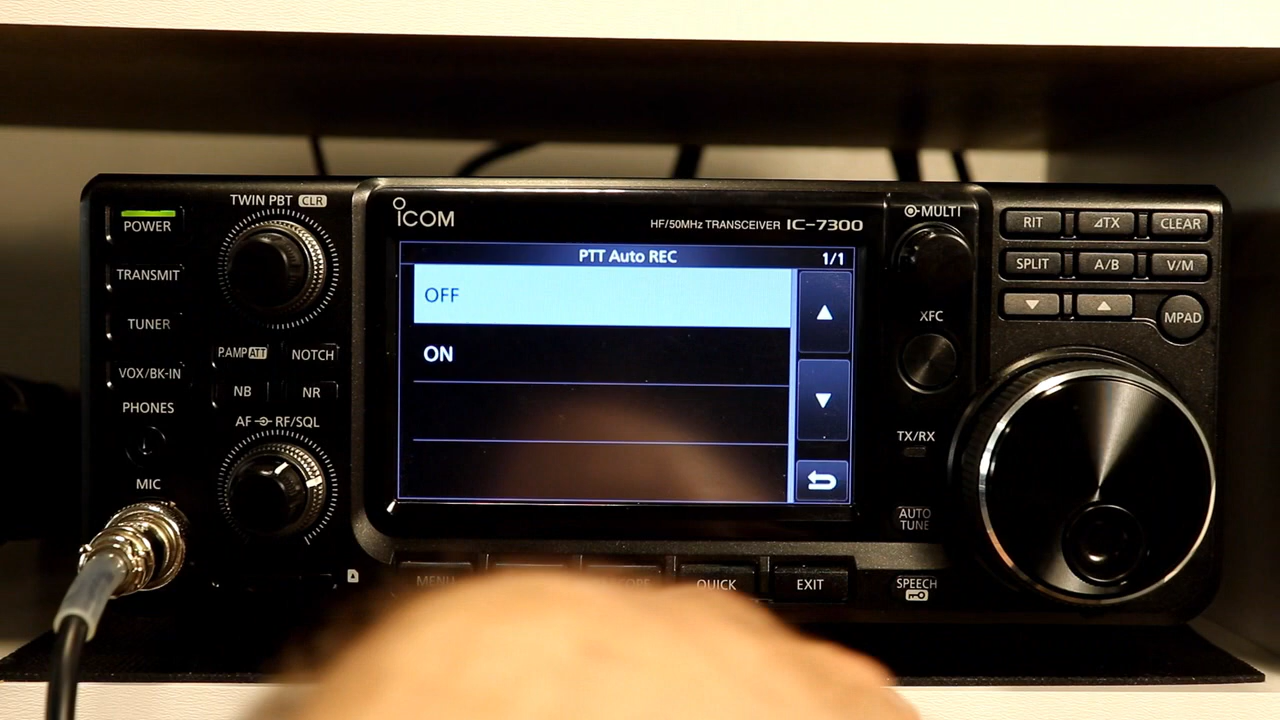 TWIN PBT CLR
POWER
TRANSMIT
TUNER
VOX/BK-IN
PHONES
MIC
P.AMP ATT
NOTCH
NB
NR
AF RF/SQL
ICOM
HF/50MHz TRANSCEIVER IC-7300
PTT Auto REC
1/1
OFF
ON
MENU
QUICK
EXIT
MULTI
XFC
TX/RX
AUTO
TUNE
SPEECH
RIT
⊿TX
CLEAR
SPLIT
A/B
V/M
MPAD